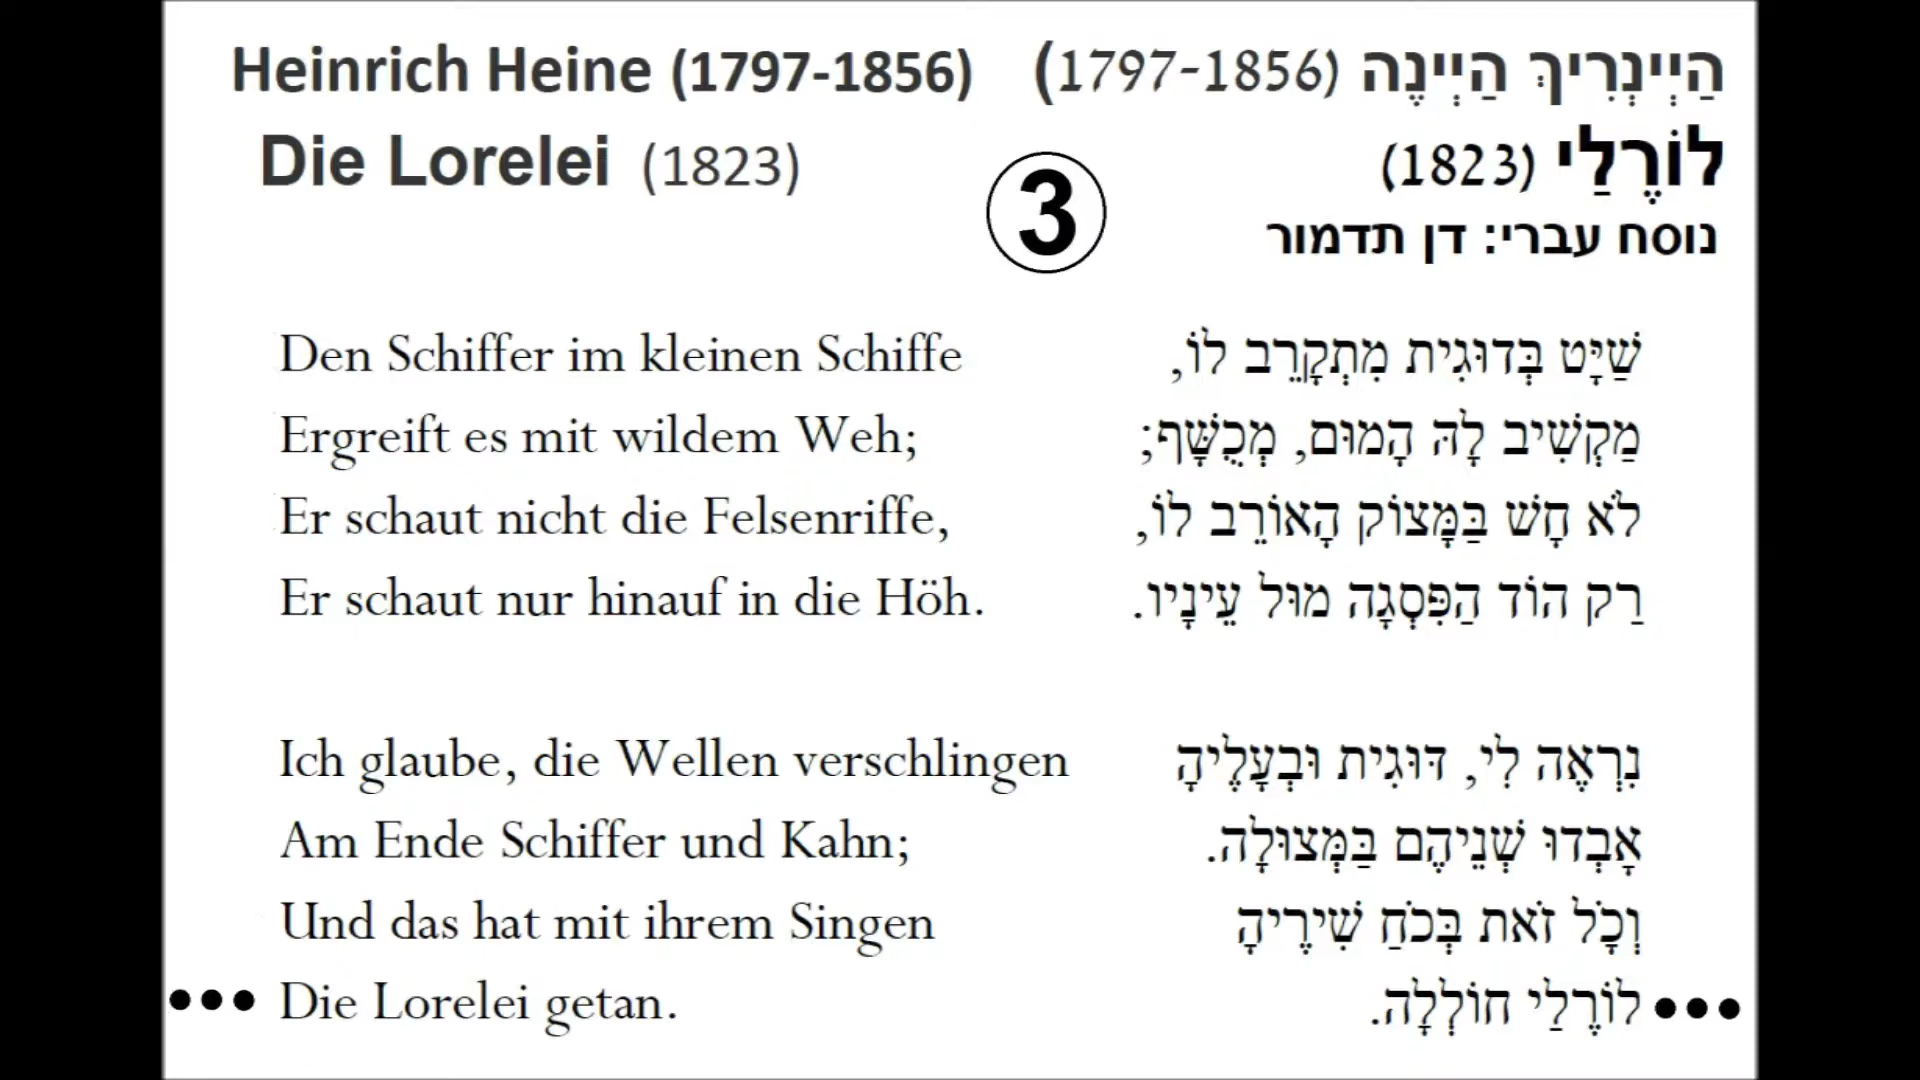 Heinrich Heine (1797-1856)
הַיְינְרִיךְ הַיְינֶה (1797-1856)
Die Lorelei (1823)
לוֹרֶלַי (1823)
3
נוסח עברי: דן תדמור
Den Schiffer im kleinen Schiffe
Ergreift es mit wildem Weh;
Er schaut nicht die Felsenriffe,
Er schaut nur hinauf in die Höh.
Ich glaube, die Wellen verschlingen
Am Ende Schiffer und Kahn;
Und das hat mit ihrem Singen
••• Die Lorelei getan.
שַׁיָּט בְּדוּגִית מִתְקָרֵב לוֹ,
מַקְשִׁיב לָהּ הָמוּם, מְכֻשָּׁף;
לֹא חָשׁ בַּמָּצוֹק הָאוֹרֵב לוֹ,
רַק הוֹד הַפִּסְגָה מוּל עֵינָיו.
נִרְאֶה לִי, דּוּגִית וּבְעָלֶיהָ
אָבְדוּ שְׁנֵיהֶם בַּמְּצוּלָה.
וְכָל זֹאת בְּכֹחַ שִׁירֶיהָ
לוֹרֶלַי חוֹלְלָה. •••